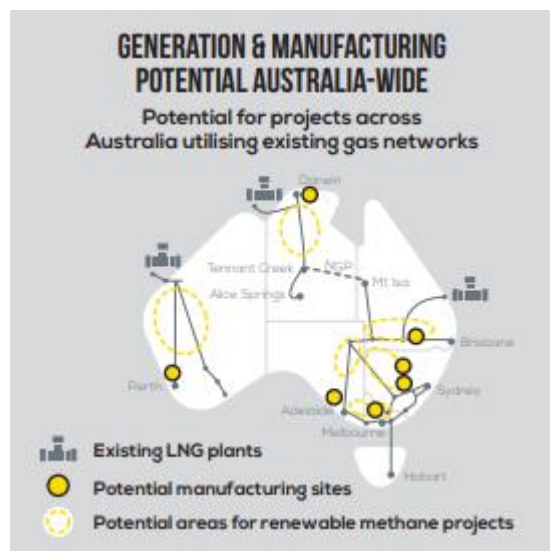 GENERATION & MANUFACTURING
POTENTIAL AUSTRALIA-WIDE
Potential for projects across
Australia utilising existing gas networks
Darwin
Tennant Creek
NGP
Mt Isa
Alice Springs
Brisbane
Perth
Sydney
Adelaide
Melbourne
Hobart
Existing LNG plants
Potential manufacturing sites
Potential areas for renewable methane projects